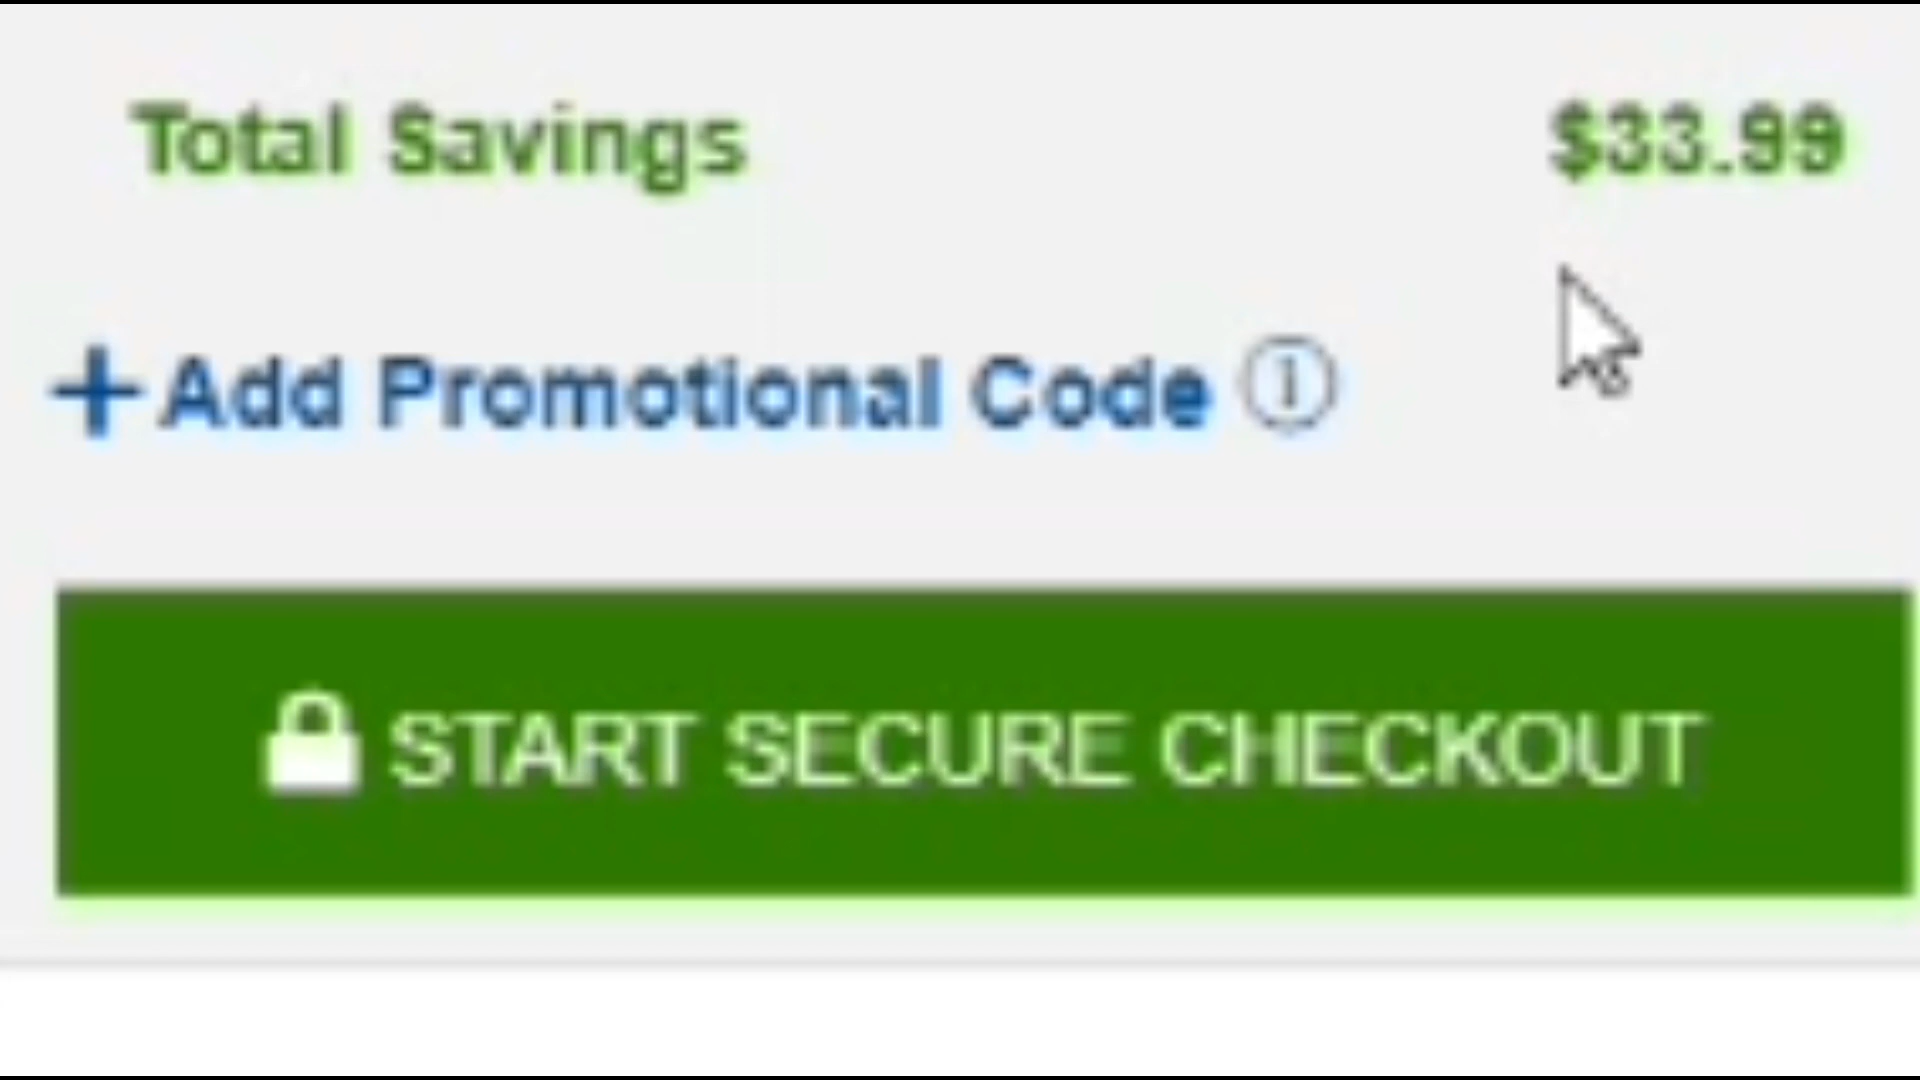 Total Savings $33.99
+Add Promotional Code ⓘ
START SECURE CHECKOUT